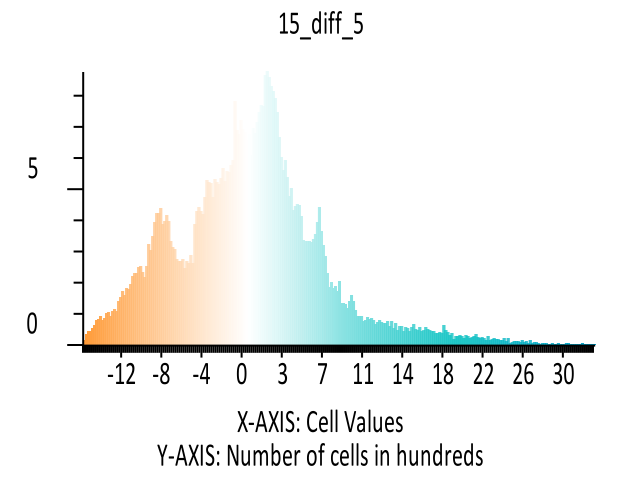 15_diff_5
5
0
-12 -8 -4 0 3 7 11 14 18 22 26 30
X-AXIS: Cell Values
Y-AXIS: Number of cells in hundreds